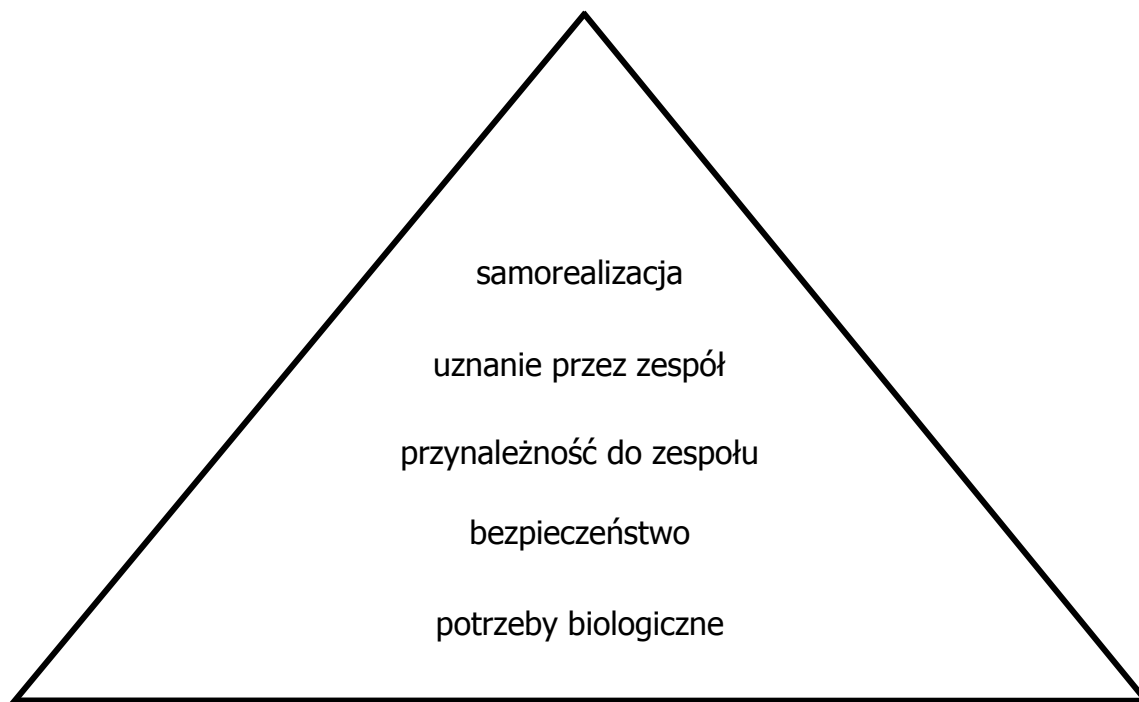 samorealizacja
uznanie przez zespół
przynależność do zespołu
bezpieczeństwo
potrzeby biologiczne